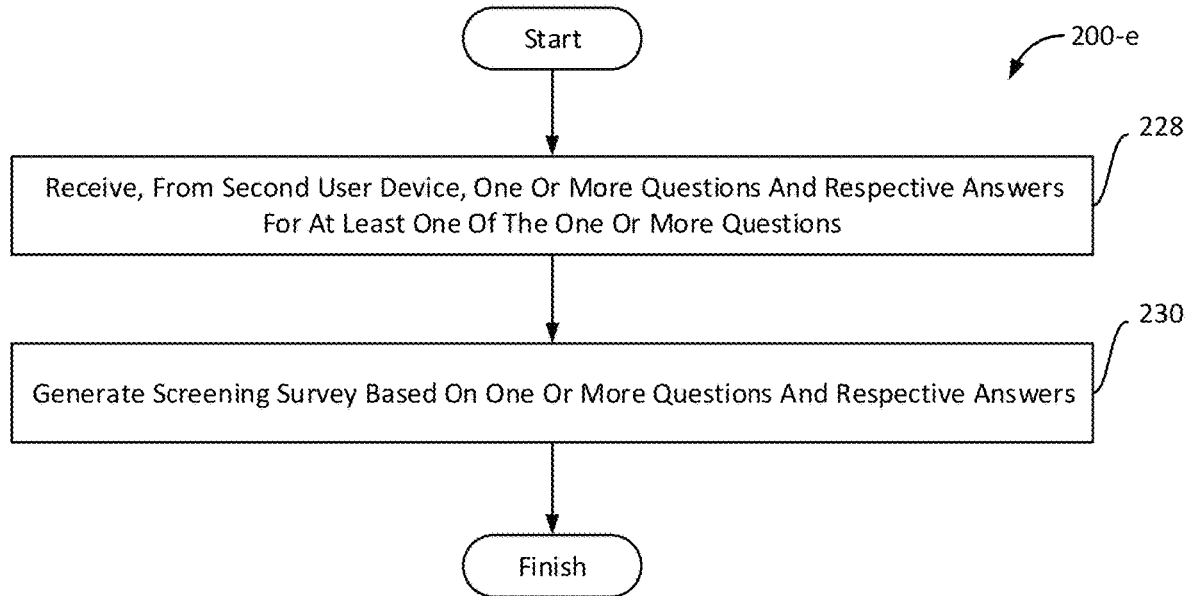 Start
200-e
228
Receive, From Second User Device, One Or More Questions And Respective Answers
For At Least One Of The One Or More Questions
230
Generate Screening Survey Based On One Or More Questions And Respective Answers
Finish